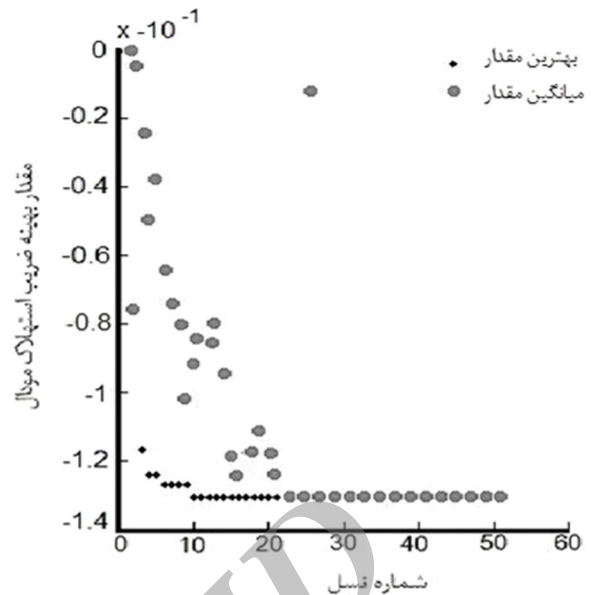 x -10⁻¹
بهترین مقدار
میانگین مقدار
0
-0.2
-0.4
-0.6
-0.8
-1
-1.2
-1.4
مقدار بهینه ضریب استهلاک مودال
0 10 20 30 40 50 60
شماره نسل